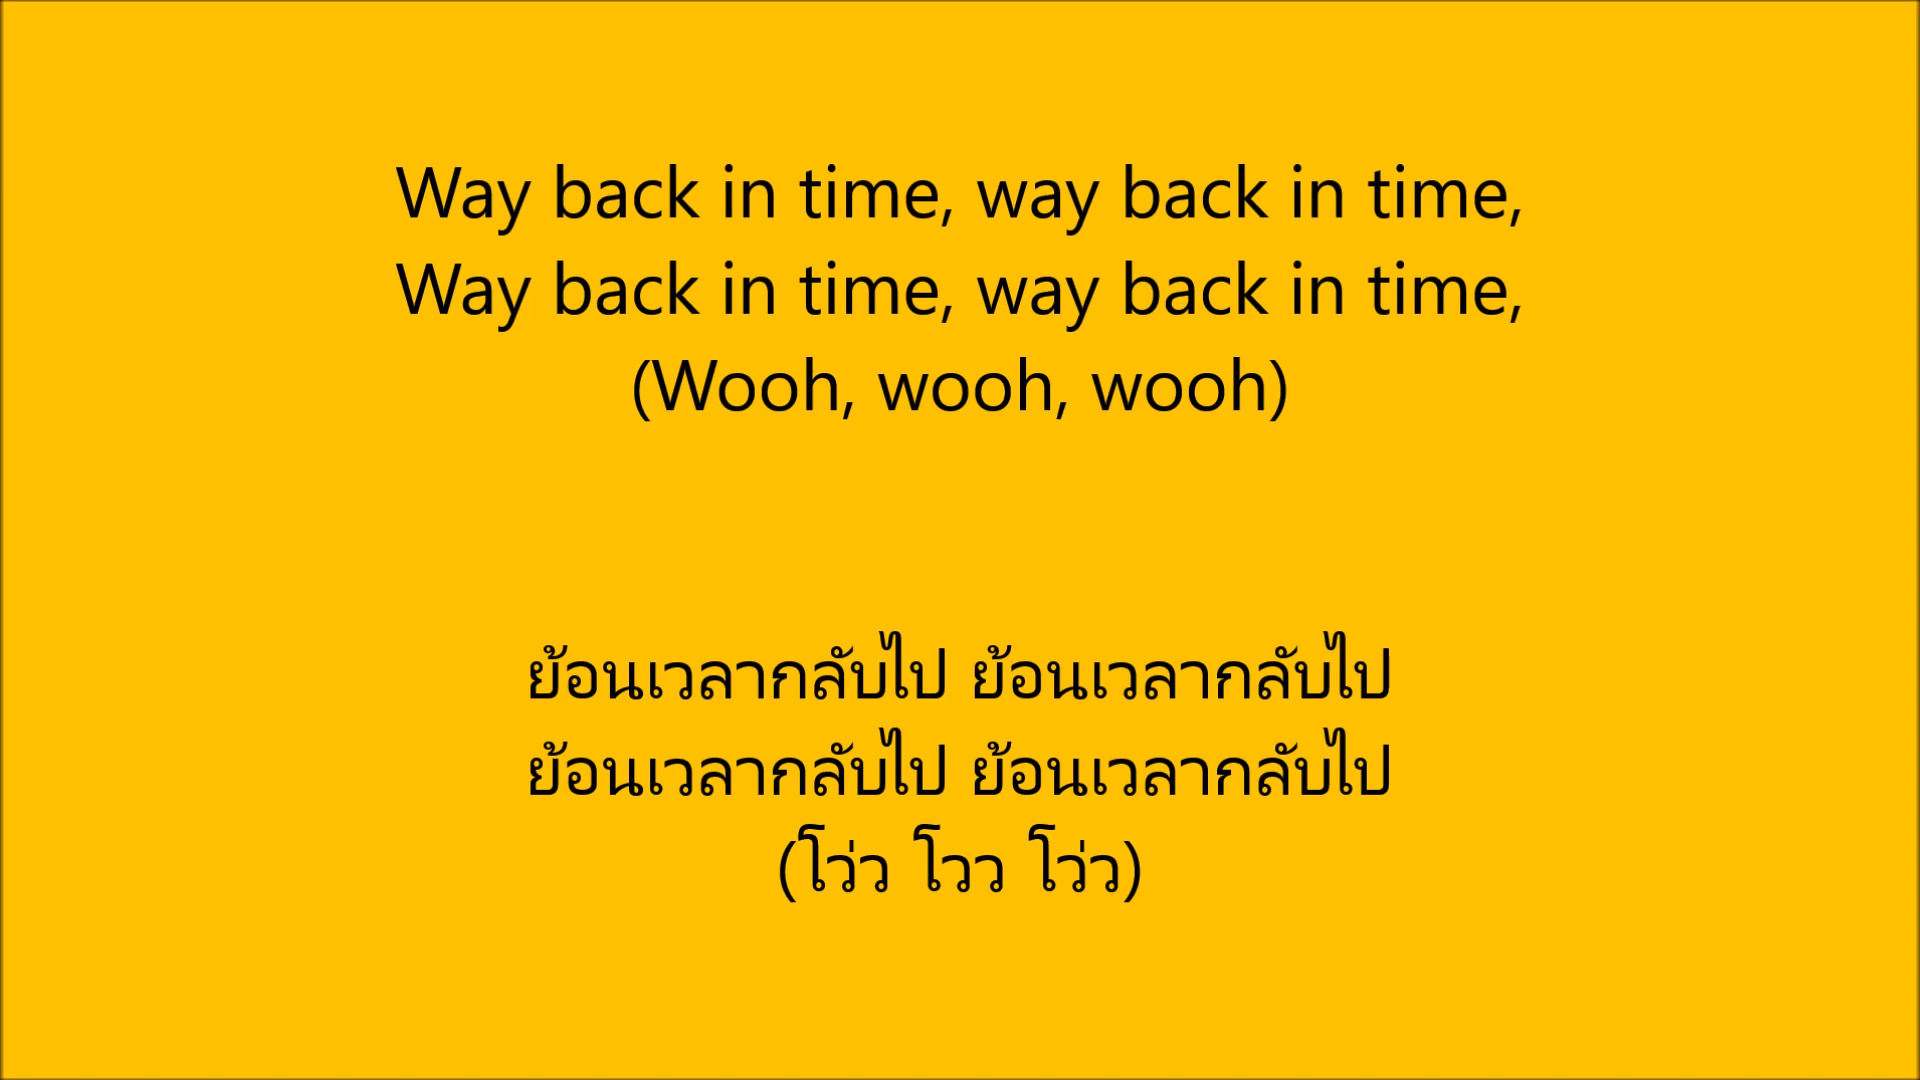 Way back in time, way back in time,
Way back in time, way back in time,
(Wooh, wooh, wooh)
ย้อนเวลากลับไป ย้อนเวลากลับไป
ย้อนเวลากลับไป ย้อนเวลากลับไป
(โว่ว โวว โว่ว)